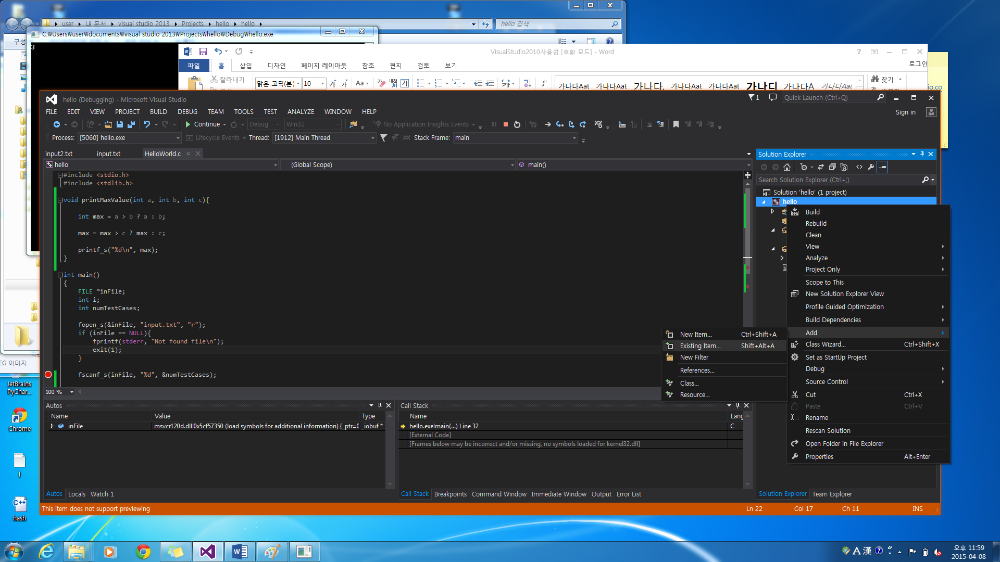 user ▸ 내 문서 ▸ visual studio 2013 ▸ Projects ▸ hello ▸ hello ▸
hello 검색
C:₩Users₩user₩documents₩visual studio 2013₩Projects₩hello₩Debug₩hello.exe
구성
3
VisualStudio2010사용법 [호환 모드] - Word
파일 홈 삽입 디자인 페이지 레이아웃 참조 편지 검토 보기
로그인
잘라내기
맑은 고딕(본문
10
Aa
내천
가
가나다AaB 가나다AaB 가나다 가나다AaB 가나다AaB 가나디 가나다A 가나다AaB
찾기
hello (Debugging) - Microsoft Visual Studio
1
Quick Launch (Ctrl+Q)
FILE EDIT VIEW PROJECT BUILD DEBUG TEAM TOOLS TEST ANALYZE WINDOW HELP
Sign in
Continue
Debug
Win32
No Application Insights Events
Process: [5060] hello.exe
Lifecycle Events
Thread: [1912] Main Thread
Stack Frame: main
input2.txt input.txt HelloWorld.c
hello
(Global Scope)
main()
#include <stdio.h>
#include <stdlib.h>
void printMaxValue(int a, int b, int c){
int max = a > b ? a : b;
max = max > c ? max : c;
printf_s("%d\n", max);
}
int main()
{
FILE *inFile;
int i;
int numTestCases;
fopen_s(&inFile, "input.txt", "r");
if (inFile == NULL){
fprintf(stderr, "Not found file\n");
exit(1);
}
fscanf_s(inFile, "%d", &numTestCases);
100 %
Solution Explorer
Search Solution Explorer (Ctrl+;)
Solution 'hello' (1 project)
hello
Build
Rebuild
Clean
View
Analyze
Project Only
Scope to This
New Solution Explorer View
Profile Guided Optimization
Build Dependencies
Add
Class Wizard... Ctrl+Shift+X
Set as StartUp Project
Debug
Source Control
Cut Ctrl+X
Paste Ctrl+V
Rename
Rescan Solution
Open Folder in File Explorer
Properties Alt+Enter
New Item... Ctrl+Shift+A
Existing Item... Shift+Alt+A
New Filter
References...
Class...
Resource...
Autos
Name Value Type
inFile msvcr120d.dll!0x5cf57350 (load symbols for additional information) {_ptr=0 _iobuf *
Autos Locals Watch 1
Call Stack
Name Lang
hello.exe!main(...) Line 32 C
[External Code]
[Frames below may be incorrect and/or missing, no symbols loaded for kernel32.dll]
Call Stack Breakpoints Command Window Immediate Window Output Error List
Solution Explorer Team Explorer
This item does not support previewing
Ln 22 Col 17 Ch 11 INS
EG 이미지
JetBrains
PyChar...
Chrome
j
C++
hash
A 漢
오후 11:59
2015-04-08